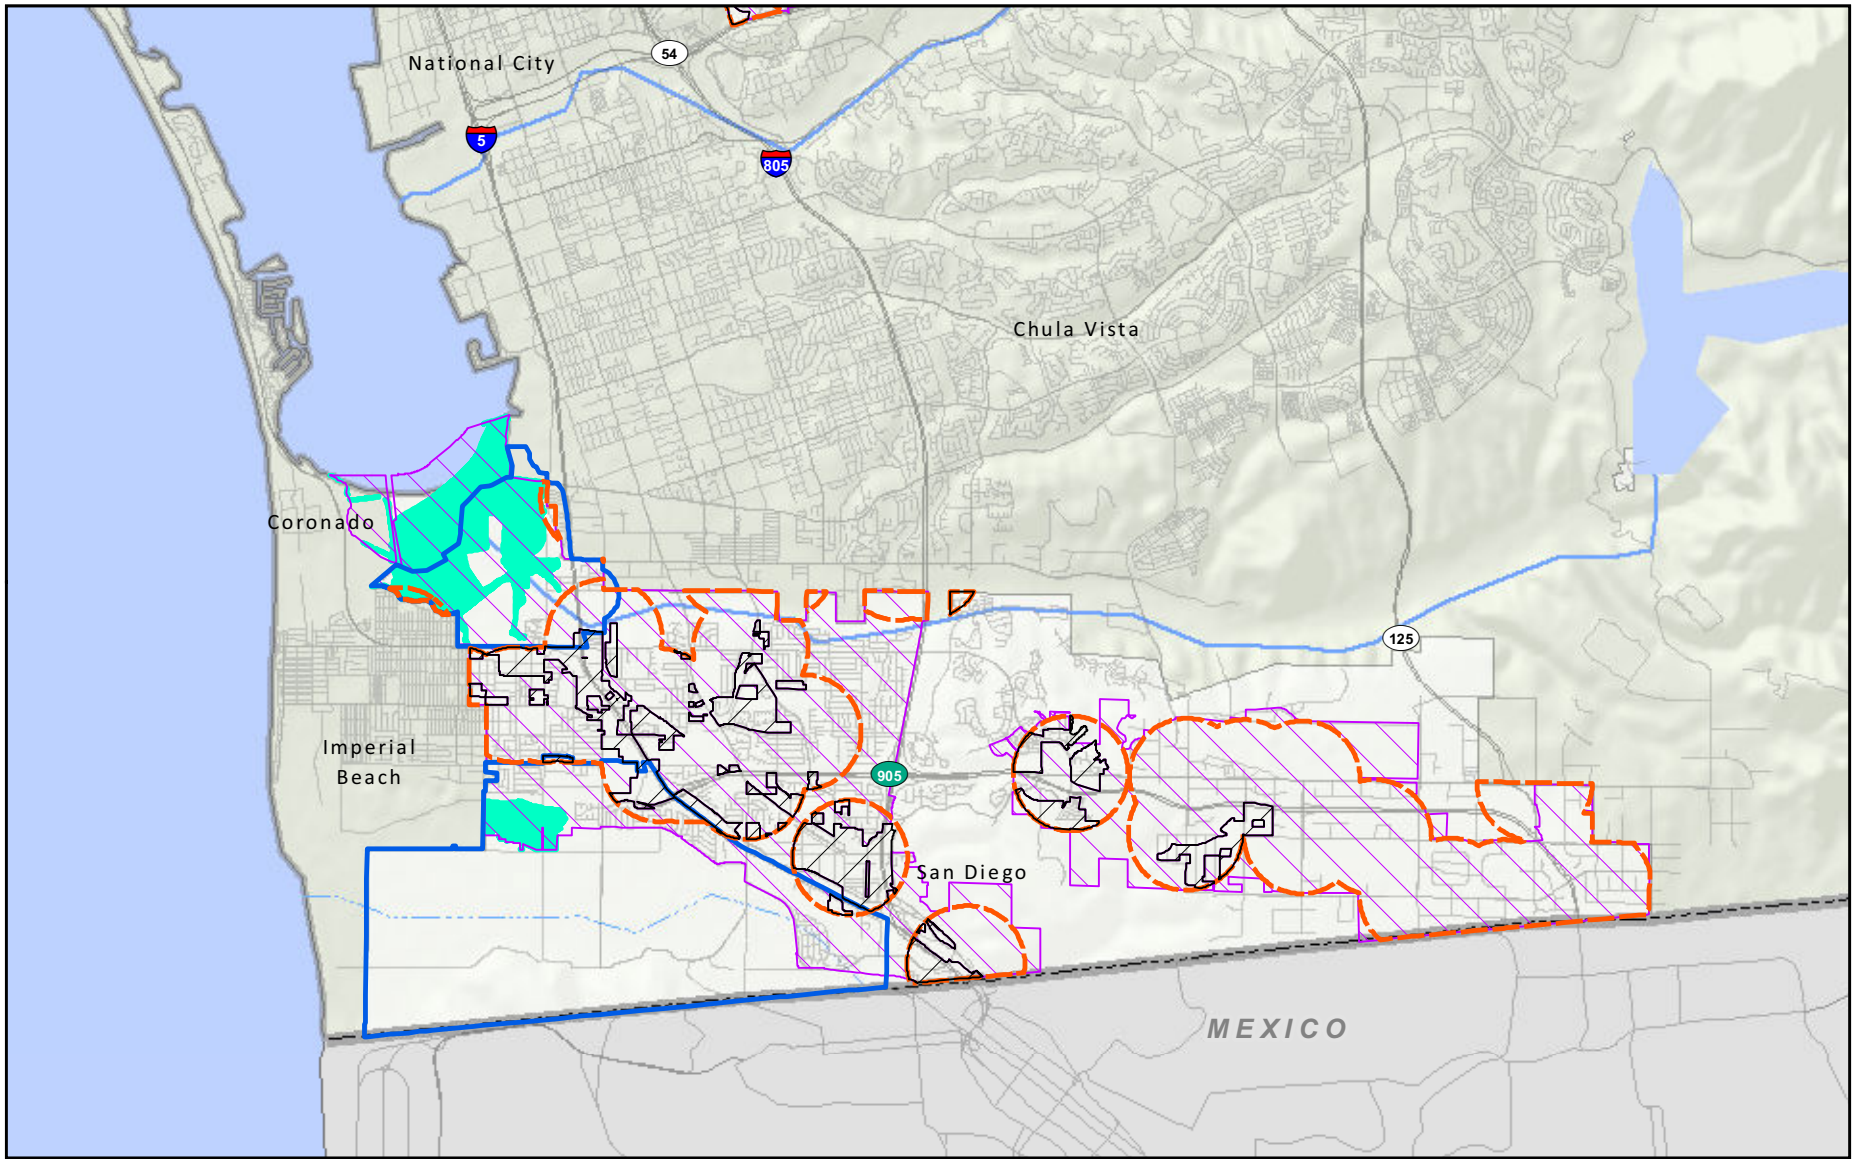 National City
54
5
805
Chula Vista
Coronado
125
Imperial
Beach
905
San Diego
MEXICO